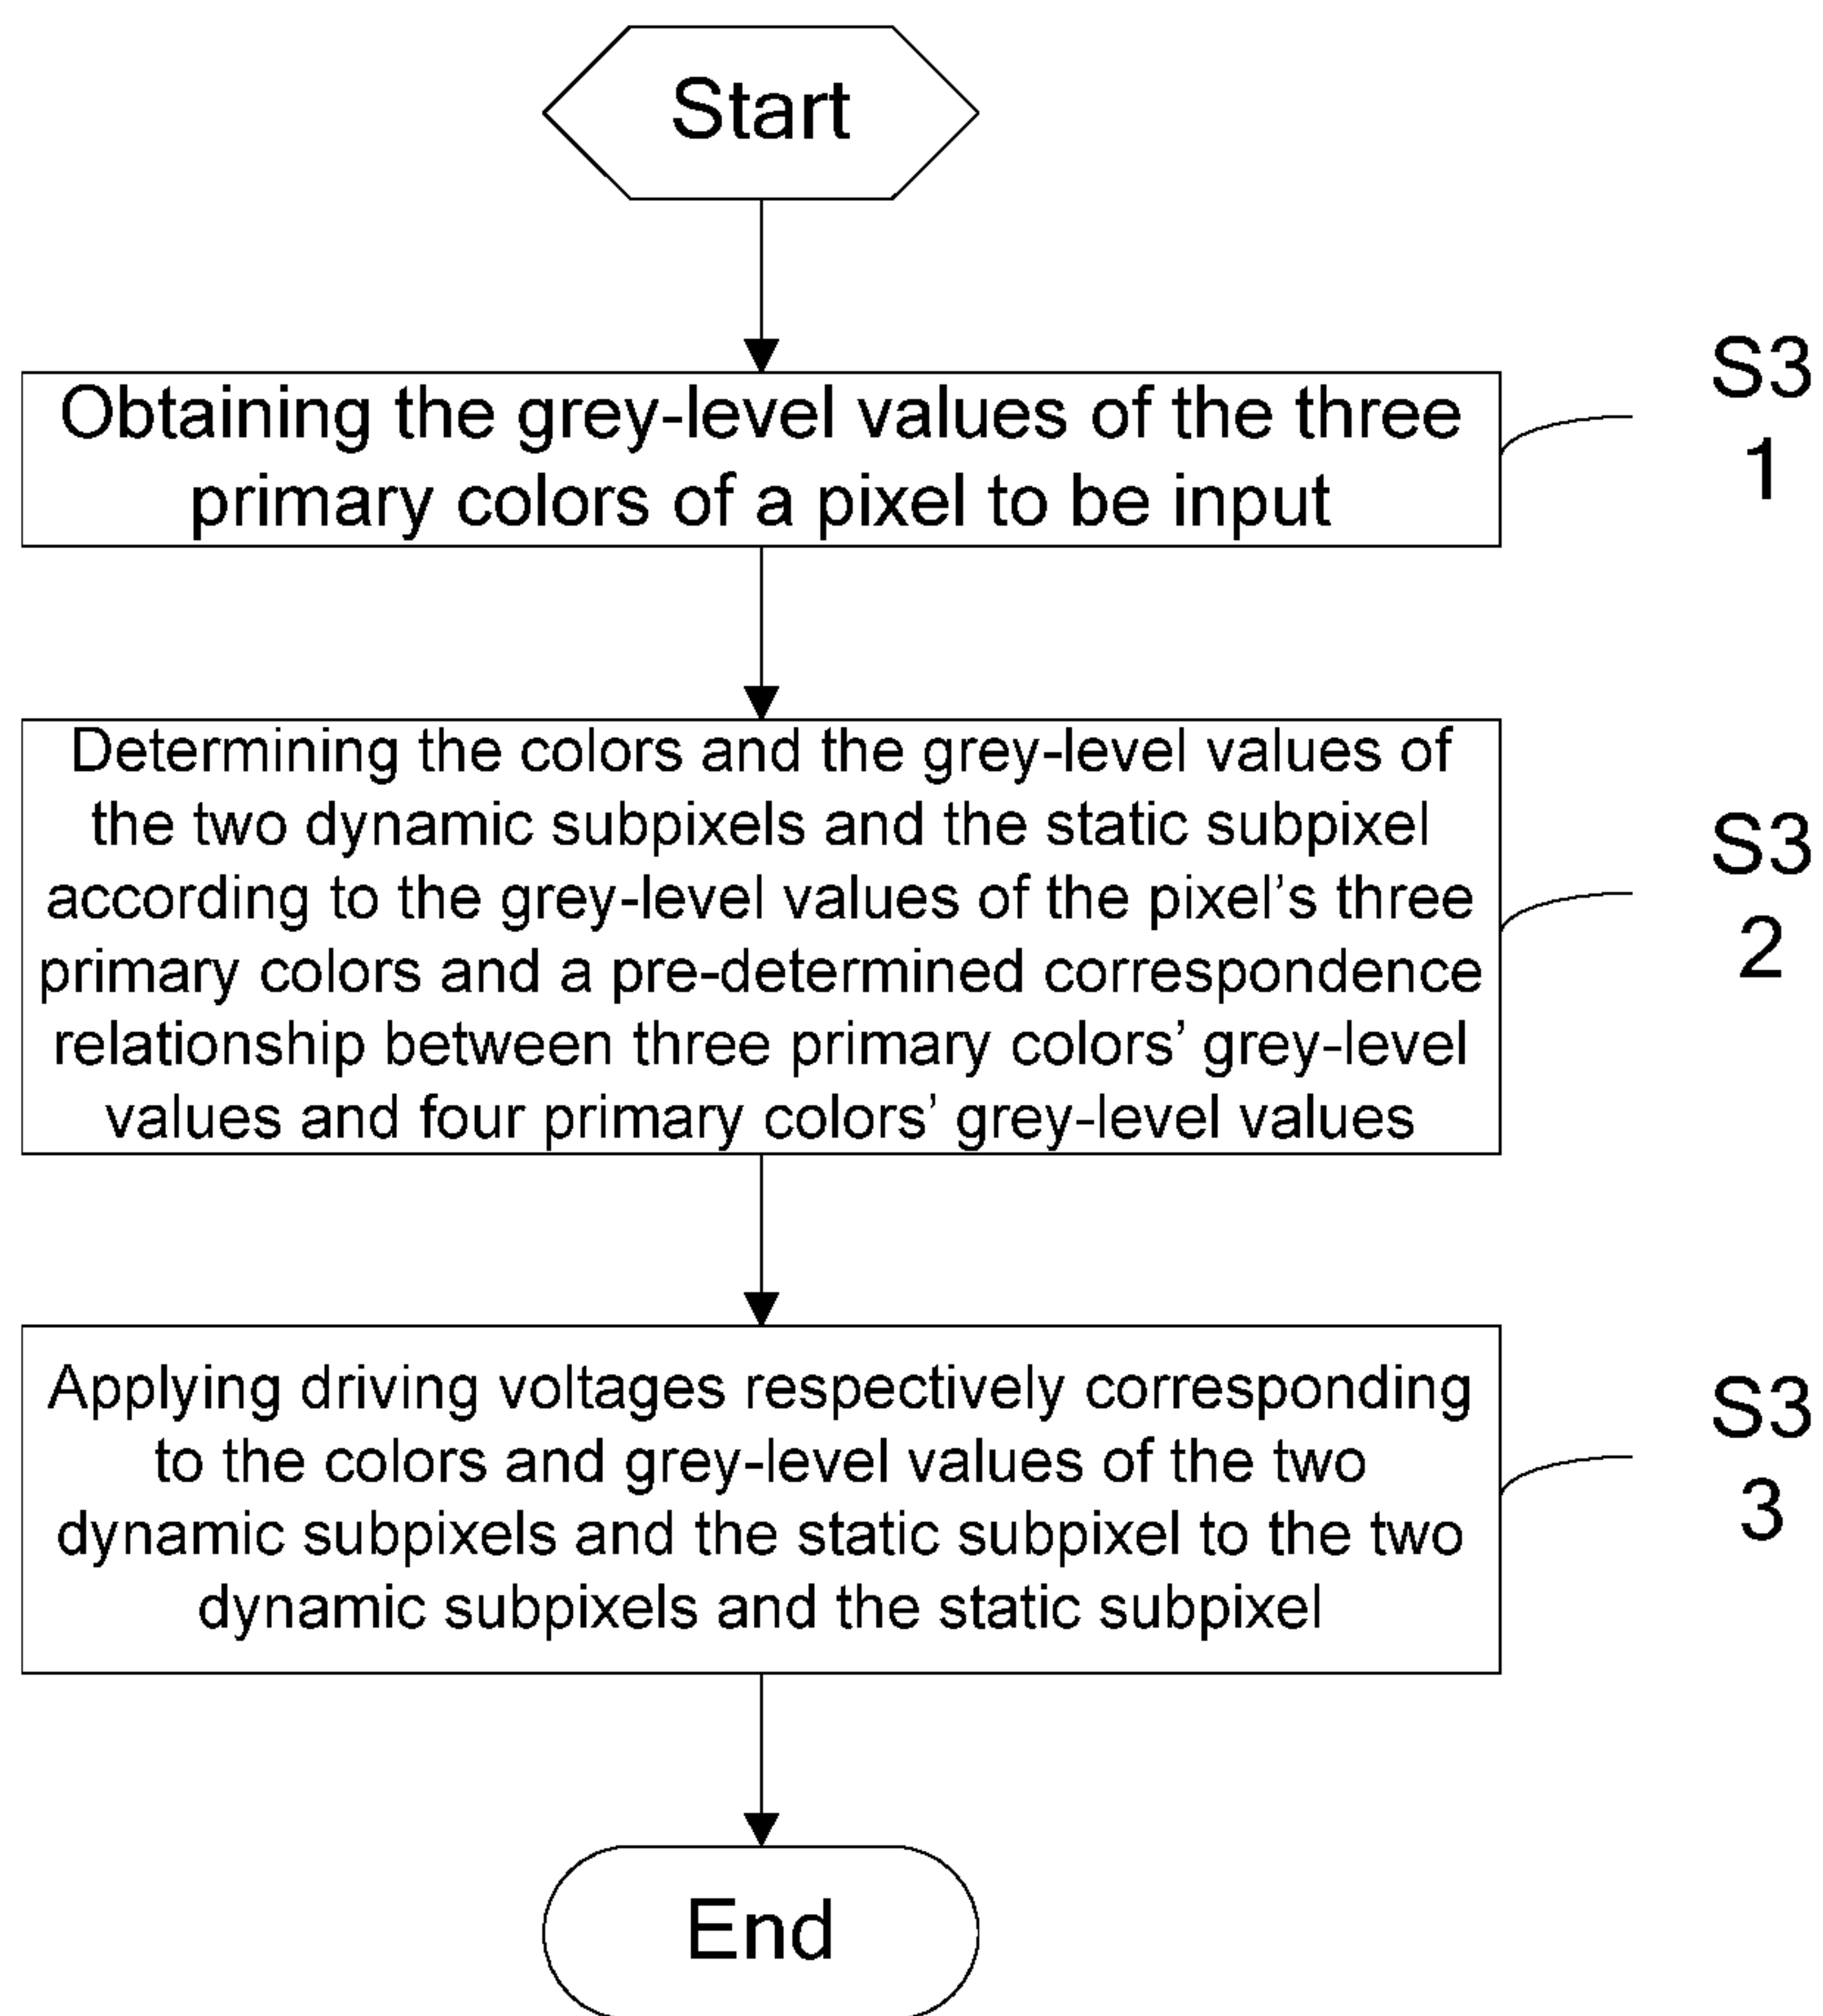 Start
Obtaining the grey-level values of the three
primary colors of a pixel to be input
S3
1
Determining the colors and the grey-level values of
the two dynamic subpixels and the static subpixel
according to the grey-level values of the pixel’s three
primary colors and a pre-determined correspondence
relationship between three primary colors’ grey-level
values and four primary colors’ grey-level values
S3
2
Applying driving voltages respectively corresponding
to the colors and grey-level values of the two
dynamic subpixels and the static subpixel to the two
dynamic subpixels and the static subpixel
S3
3
End